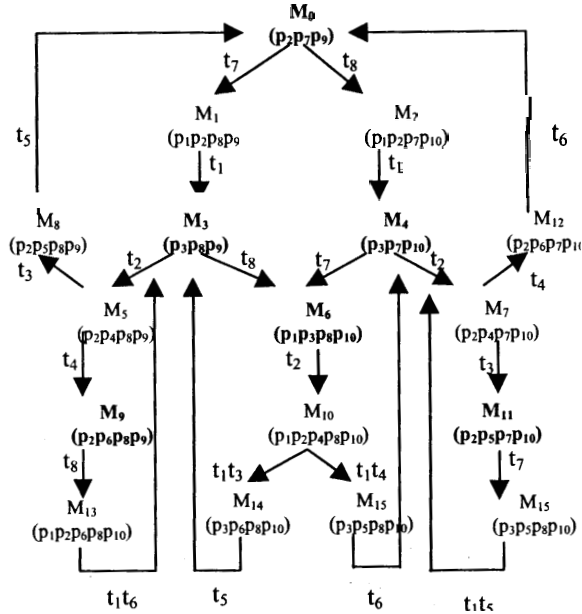 M₀
(p₂p₇p₉)
t₇ t₈
M₁ M₂
(p₁p₂p₈p₉ (p₁p₂p₇p₁₀)
t₅ t₁ t₁ t₆
M₈ M₃ M₄ M₁₂
(p₂p₅p₈p₉) (p₃p₈p₉) (p₃p₇p₁₀) (p₂p₆p₇p₁₀
t₃ t₂ t₈ t₇ t₂ t₄
M₅ M₆ M₇
(p₂p₄p₈p₉) (p₁p₃p₈p₁₀) (p₂p₄p₇p₁₀)
t₄ t₂ t₃
M₉ M₁₀ M₁₁
(p₂p₆p₈p₉) (p₁p₂p₄p₈p₁₀) (p₂p₅p₇p₁₀)
t₈ t₁t₃ t₁t₄ t₇
M₁₃ M₁₄ M₁₅ M₁₅
(p₁p₂p₆p₈p₁₀) (p₃p₆p₈p₁₀) (p₃p₅p₈p₁₀) (p₃p₅p₈p₁₀)
t₁t₆ t₅ t₆ t₁t₅